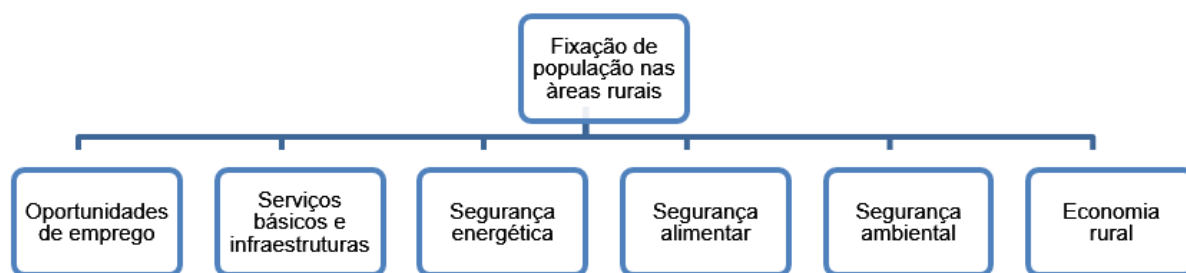 Fixação de
população nas
àreas rurais
Oportunidades
de emprego
Serviços
básicos e
infraestruturas
Segurança
energética
Segurança
alimentar
Segurança
ambiental
Economia
rural